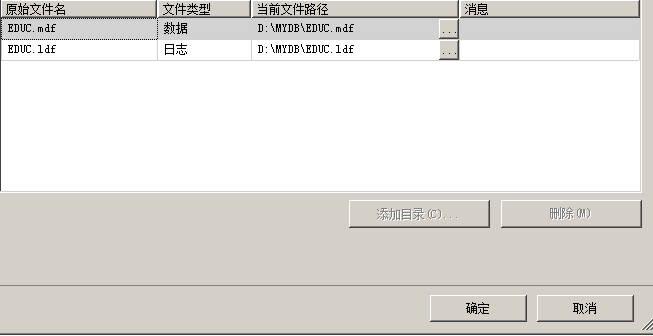 原始文件名 文件类型 当前文件路径 消息
EDUC.mdf 数据 D:\MYDB\EDUC.mdf ...
EDUC.ldf 日志 D:\MYDB\EDUC.ldf ...
添加目录(C)... 删除(M)
确定 取消